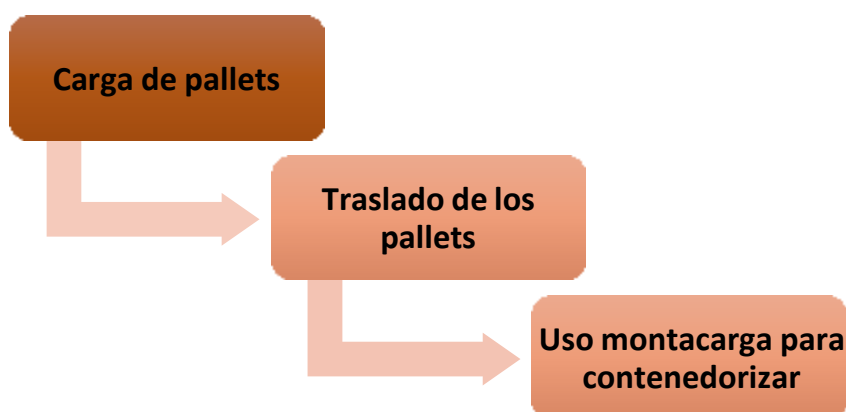 Carga de pallets
Traslado de los
pallets
Uso montacarga para
contenedorizar